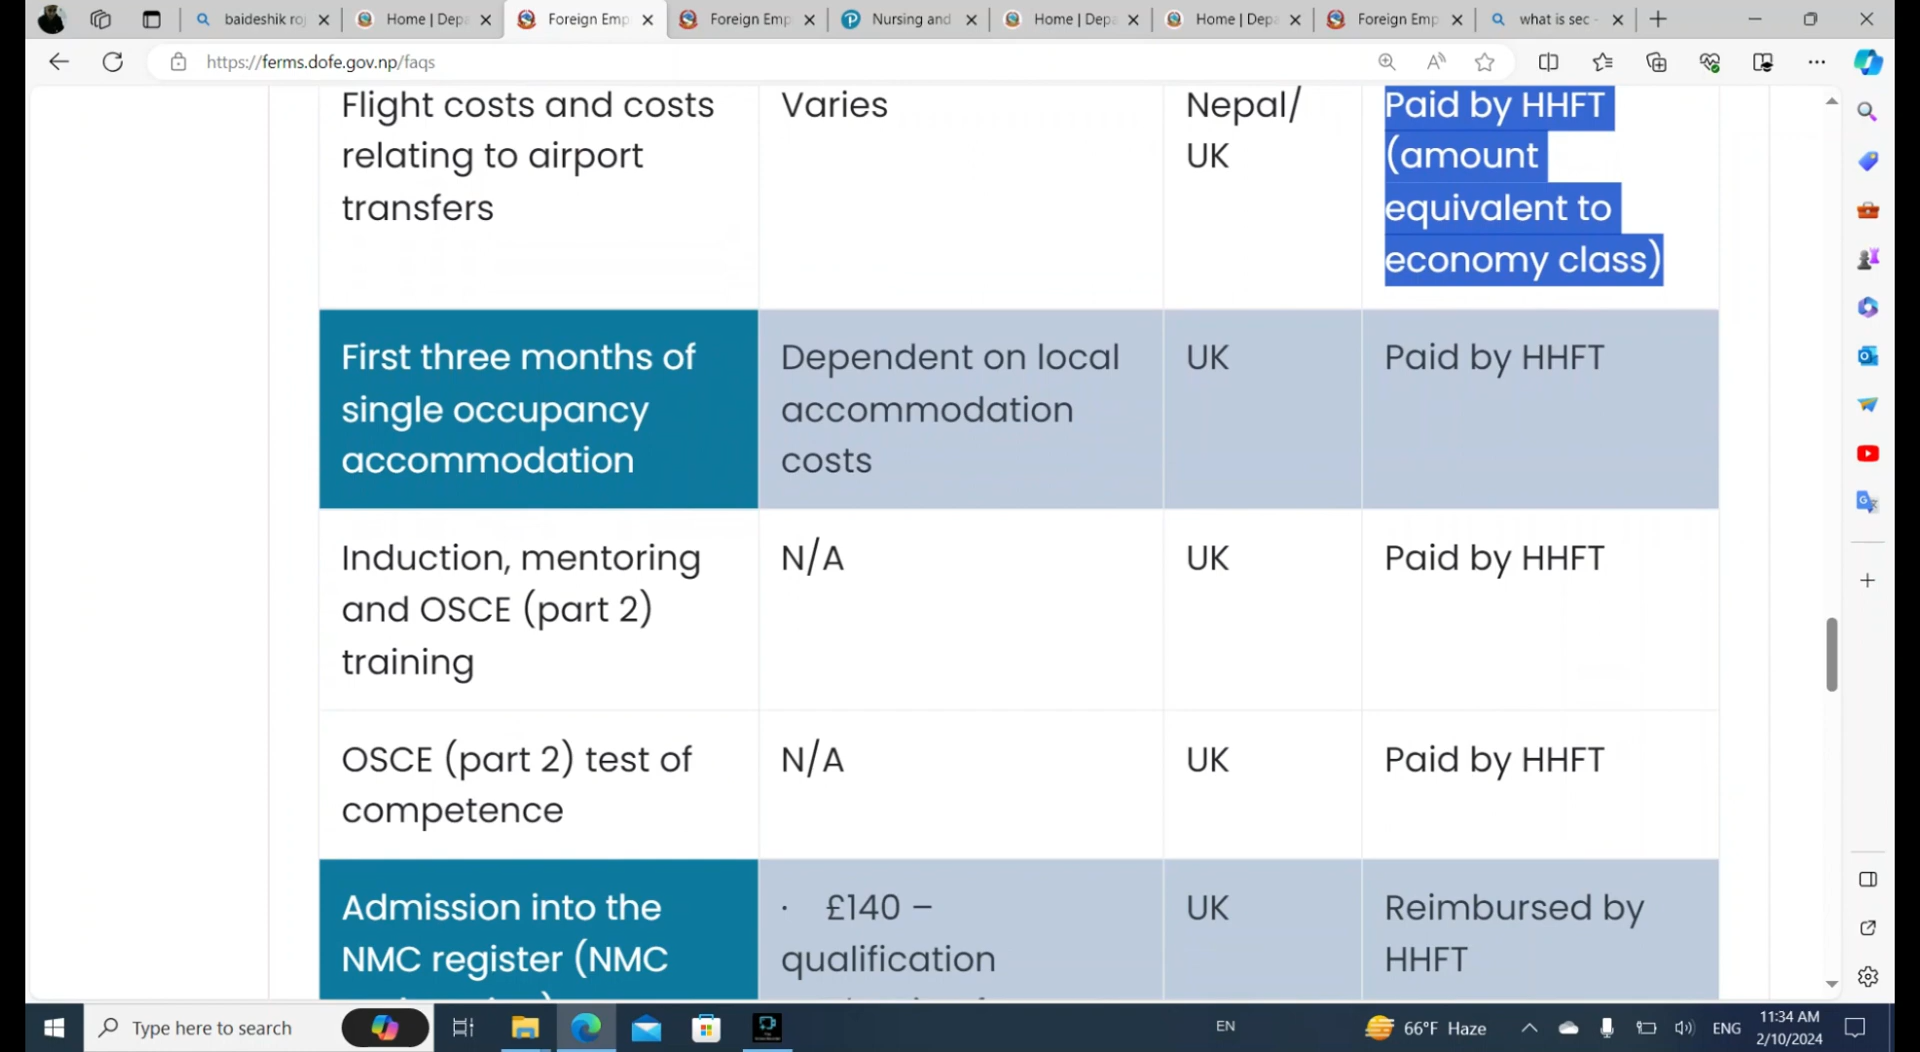 baideshik roj
Home | Depa
Foreign Emp
Foreign Emp
Nursing and
Home | Depa
Home | Depa
Foreign Emp
what is sec -
https://ferms.dofe.gov.np/faqs
Flight costs and costs
relating to airport
transfers
Varies
Nepal/
UK
Paid by HHFT
(amount
equivalent to
economy class)
First three months of
single occupancy
accommodation
Dependent on local
accommodation
costs
UK
Paid by HHFT
Induction, mentoring
and OSCE (part 2)
training
N/A
UK
Paid by HHFT
OSCE (part 2) test of
competence
N/A
UK
Paid by HHFT
Admission into the
NMC register (NMC
· £140 –
qualification
UK
Reimbursed by
HHFT
Type here to search
EN
66°F Haze
ENG
11:34 AM
2/10/2024